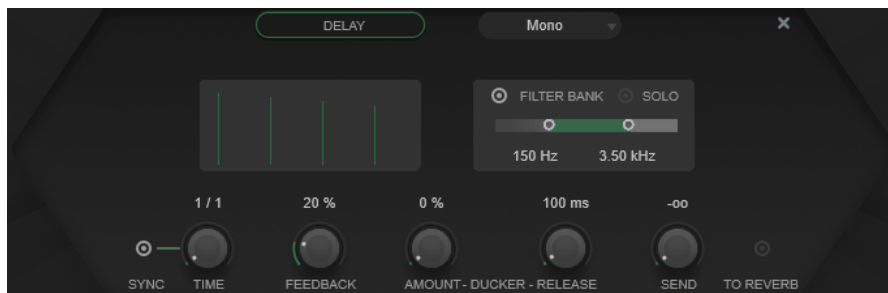 DELAY Mono
FILTER BANK SOLO
150 Hz 3.50 kHz
1 / 1 20 % 0 % 100 ms -oo
SYNC TIME FEEDBACK AMOUNT - DUCKER - RELEASE SEND TO REVERB